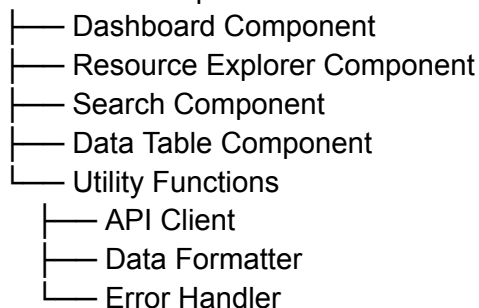 ├── Dashboard Component
├── Resource Explorer Component
├── Search Component
├── Data Table Component
└── Utility Functions
    ├── API Client
    ├── Data Formatter
    └── Error Handler